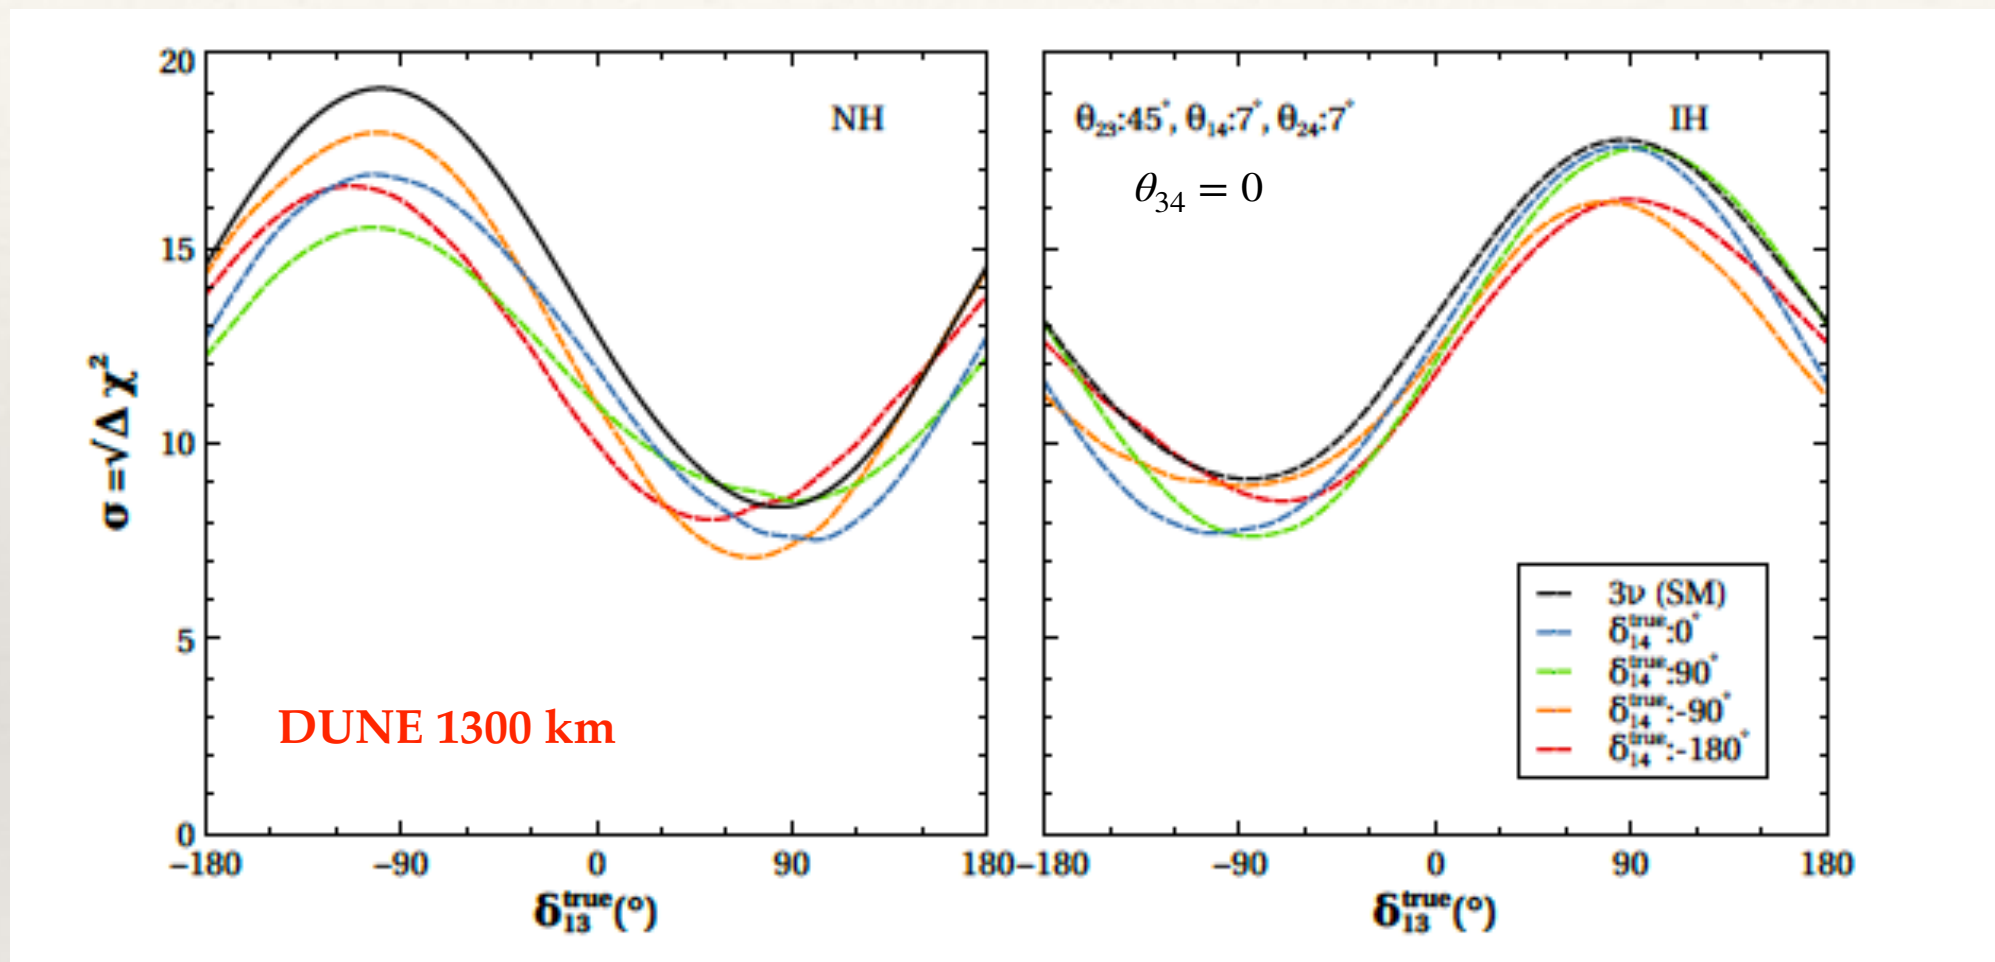 20
15
10
5
0
σ =√Δ χ²
NH
DUNE 1300 km
−180
−90
0
90
180
δ₁₃ᵗʳᵘᵉ(°)
θ₂₃:45°, θ₁₄:7°, θ₂₄:7°
IH
θ₃₄ = 0
3ν (SM)
δ₁₄ᵗʳᵘᵉ:0°
δ₁₄ᵗʳᵘᵉ:90°
δ₁₄ᵗʳᵘᵉ:-90°
δ₁₄ᵗʳᵘᵉ:-180°
−180
−90
0
90
180
δ₁₃ᵗʳᵘᵉ(°)